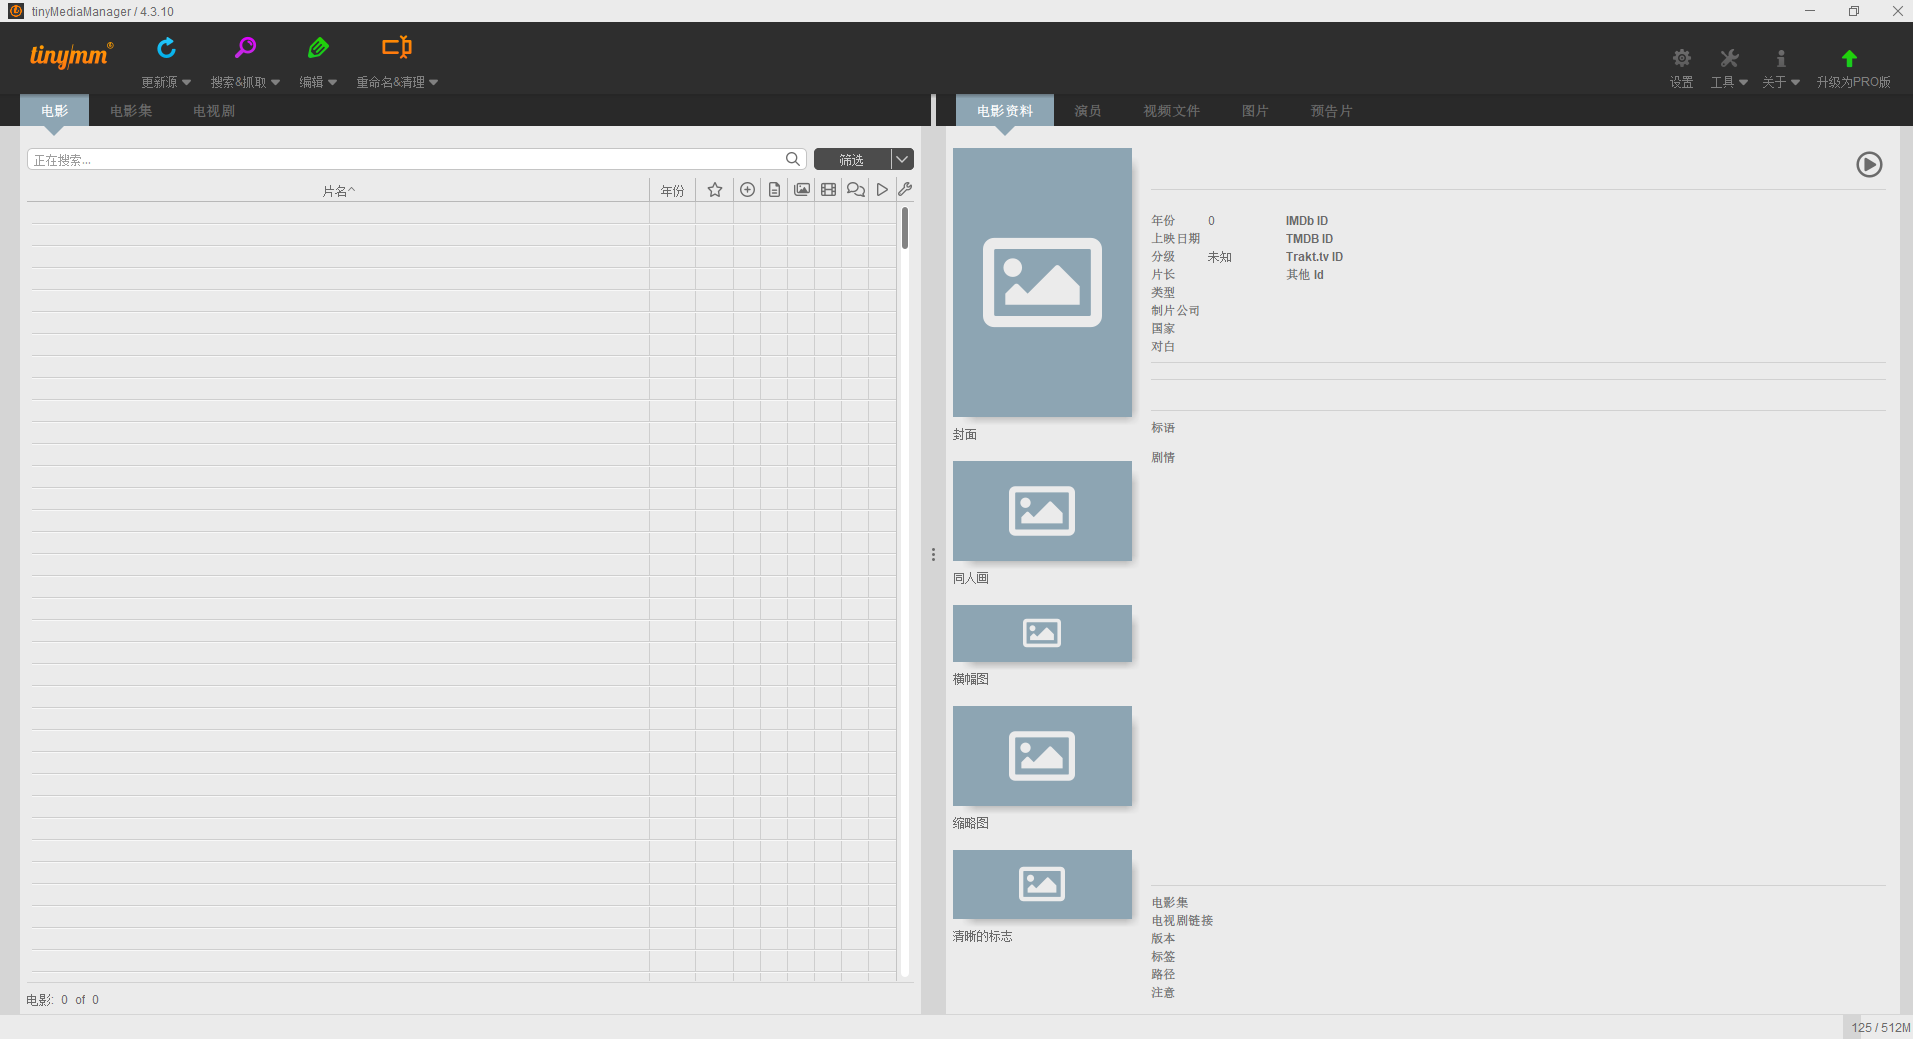 tinyMediaManager / 4.3.10
tinymm®
更新源
搜索&抓取
编辑
重命名&清理
设置
工具
关于
升级为PRO版
电影
电影集
电视剧
电影资料
演员
视频文件
图片
预告片
正在搜索...
筛选
片名^
年份
年份 0
上映日期
分级 未知
片长
类型
制片公司
国家
对白
IMDb ID
TMDB ID
Trakt.tv ID
其他 Id
标语
剧情
封面
同人画
横幅图
缩略图
清晰的标志
电影集
电视剧链接
版本
标签
路径
注意
电影: 0 of 0
125 / 512M